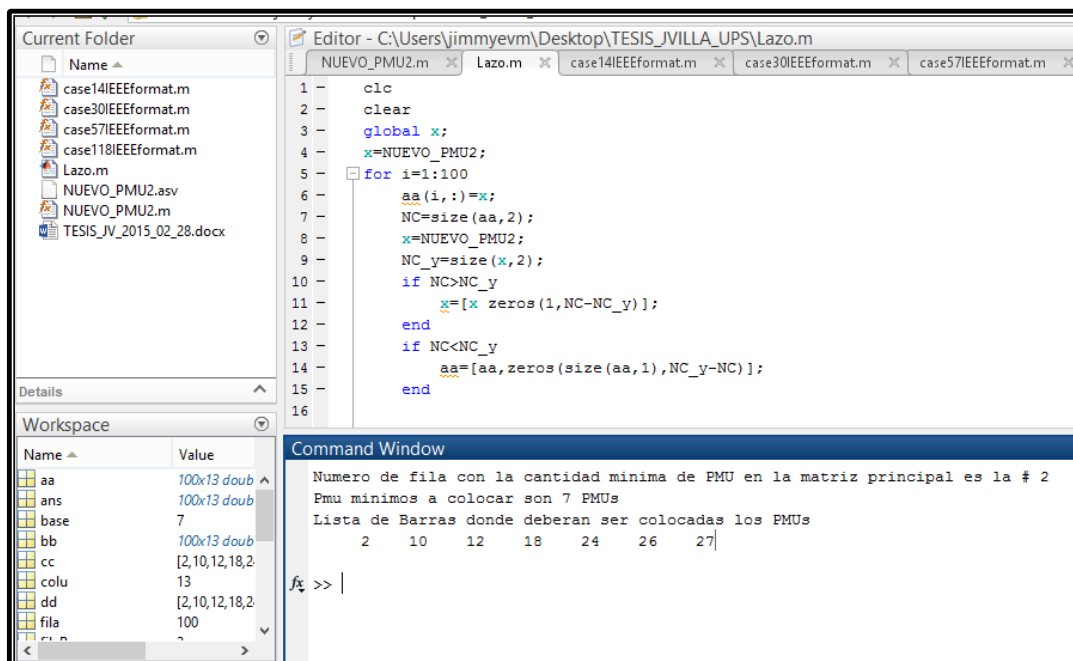 Current Folder
Name
case14IEEEformat.m
case30IEEEformat.m
case57IEEEformat.m
case118IEEEformat.m
Lazo.m
NUEVO_PMU2.asv
NUEVO_PMU2.m
TESIS_JV_2015_02_28.docx
Details
Workspace
Name Value
aa 100x13 doub
ans 100x13 doub
base 7
bb 100x13 doub
cc [2,10,12,18,2
colu 13
dd [2,10,12,18,2
fila 100
Editor - C:\Users\jimmyevm\Desktop\TESIS_JVILLA_UPS\Lazo.m
NUEVO_PMU2.m Lazo.m case14IEEEformat.m case30IEEEformat.m case57IEEEformat.m
1 - clc
2 - clear
3 - global x;
4 - x=NUEVO_PMU2;
5 - for i=1:100
6 - aa(i,:)=x;
7 - NC=size(aa,2);
8 - x=NUEVO_PMU2;
9 - NC_y=size(x,2);
10 - if NC>NC_y
11 - x=[x zeros(1,NC-NC_y)];
12 - end
13 - if NC<NC_y
14 - aa=[aa,zeros(size(aa,1),NC_y-NC)];
15 - end
16
Command Window
Numero de fila con la cantidad minima de PMU en la matriz principal es la # 2
Pmu minimos a colocar son 7 PMUs
Lista de Barras donde deberan ser colocadas los PMUs
2 10 12 18 24 26 27
fx >>